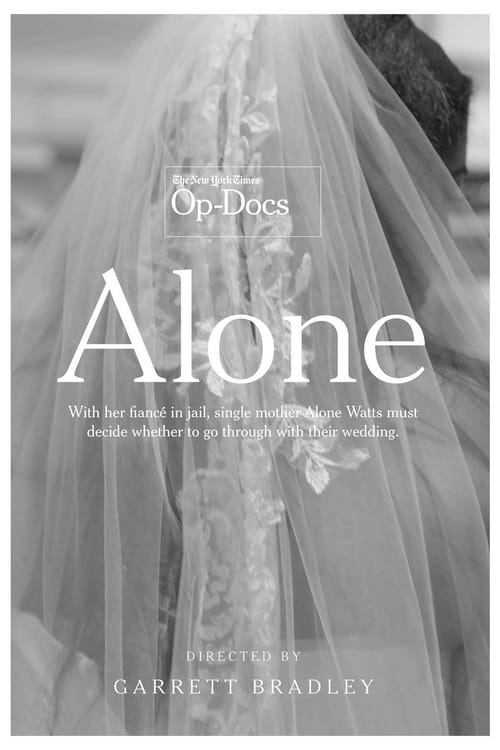 The New York Times
Op-Docs
Alone
With her fiancé in jail, single mother Alone Watts must
decide whether to go through with their wedding.
DIRECTED BY
GARRETT BRADLEY